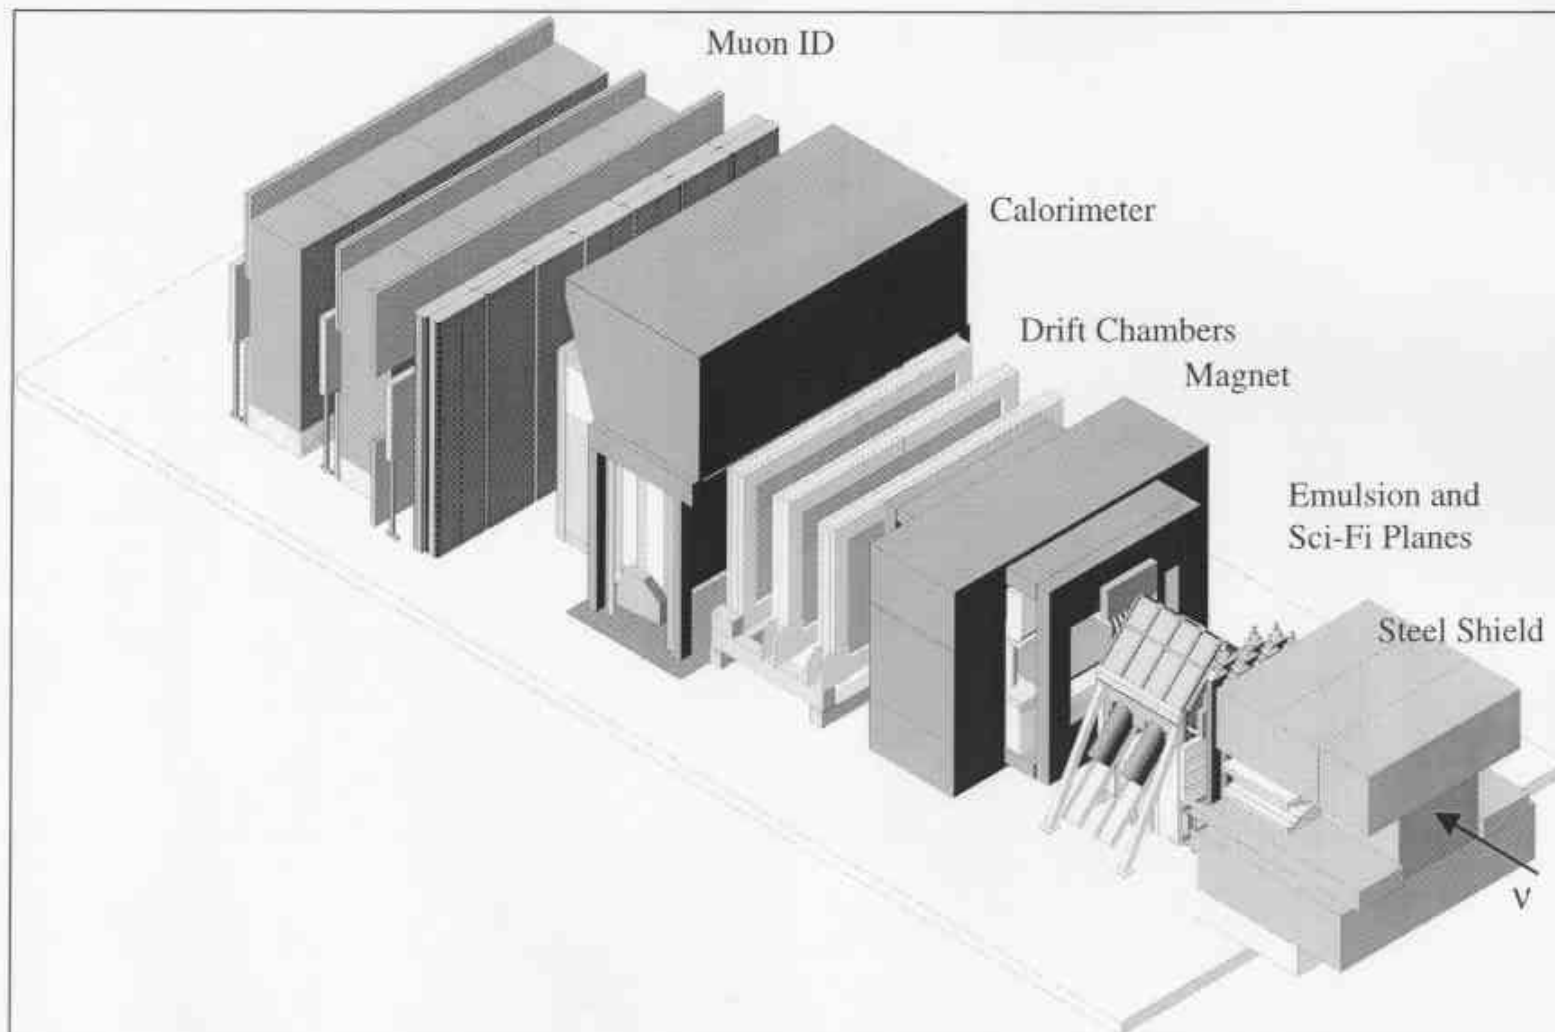 Muon ID
Calorimeter
Drift Chambers
Magnet
Emulsion and
Sci-Fi Planes
Steel Shield
ν